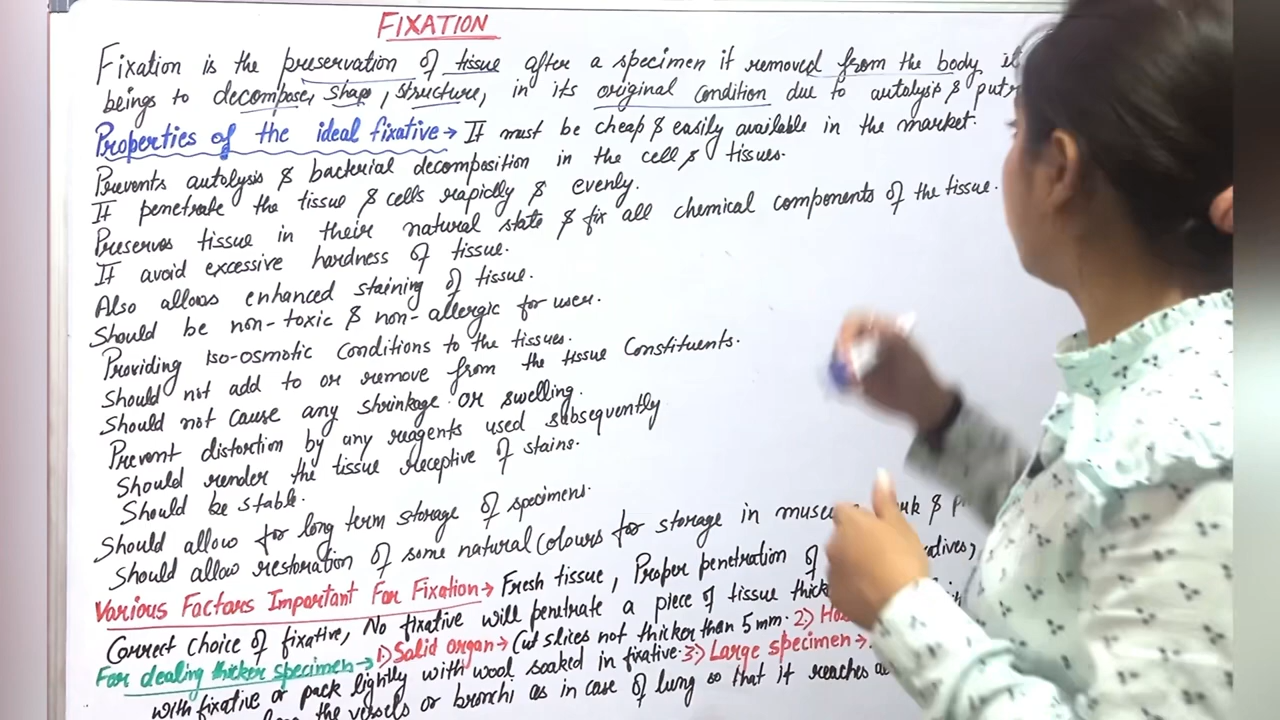 FIXATION
Fixation is the preservation of tissue after a specimen it removed from the body it
beings to decompose, shape, structure, in its original condition due to autolysis & putr
Properties of the ideal fixative → It must be cheap & easily available in the market.
Prevents autolysis & bacterial decomposition in the cell & tissues.
It penetrate the tissue & cells rapidly & evenly.
Preserves tissue in their natural state & fix all chemical components of the tissue.
It avoid excessive hardness of tissue.
Also allows enhanced staining of tissue.
Should be non-toxic & non-allergic for user.
Providing iso-osmotic conditions to the tissues.
Should not add to or remove from the tissue constituents.
Should not cause any shrinkage or swelling.
Prevent distortion by any reagents used subsequently
Should render the tissue receptive of stains.
Should be stable.
Should allow for long term storage of specimens.
Should allow restoration of some natural colours for storage in &
Various Factors Important For Fixation → Fresh tissue, Proper penetration of
Correct choice of fixative, No fixative will penetrate a piece of tissue thick
For dealing thicker specimen → 1) Solid organ → Cut slices not thicker than 5 mm. 2)
with fixative or pack lightly with wool soaked in fixative. 3) Large specimen →
the vessels or bronchi as in case of lung so that it reaches